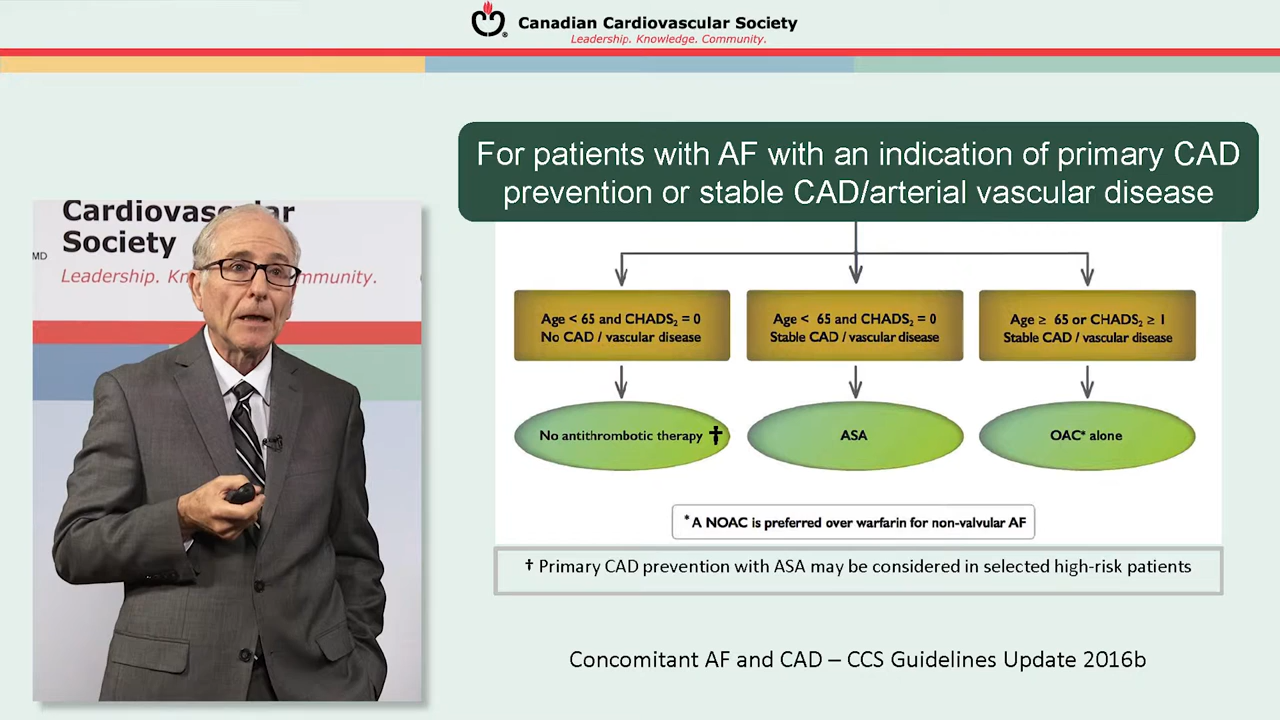 Canadian Cardiovascular Society
Leadership. Knowledge. Community.
For patients with AF with an indication of primary CAD
prevention or stable CAD/arterial vascular disease
Cardiovascular
Society
MD
Leadership. Kn
mmunity.
Age < 65 and CHADS₂ = 0
No CAD / vascular disease
Age < 65 and CHADS₂ = 0
Stable CAD / vascular disease
Age ≥ 65 or CHADS₂ ≥ 1
Stable CAD / vascular disease
No antithrombotic therapy †
ASA
OAC* alone
*A NOAC is preferred over warfarin for non-valvular AF
† Primary CAD prevention with ASA may be considered in selected high-risk patients
Concomitant AF and CAD – CCS Guidelines Update 2016b